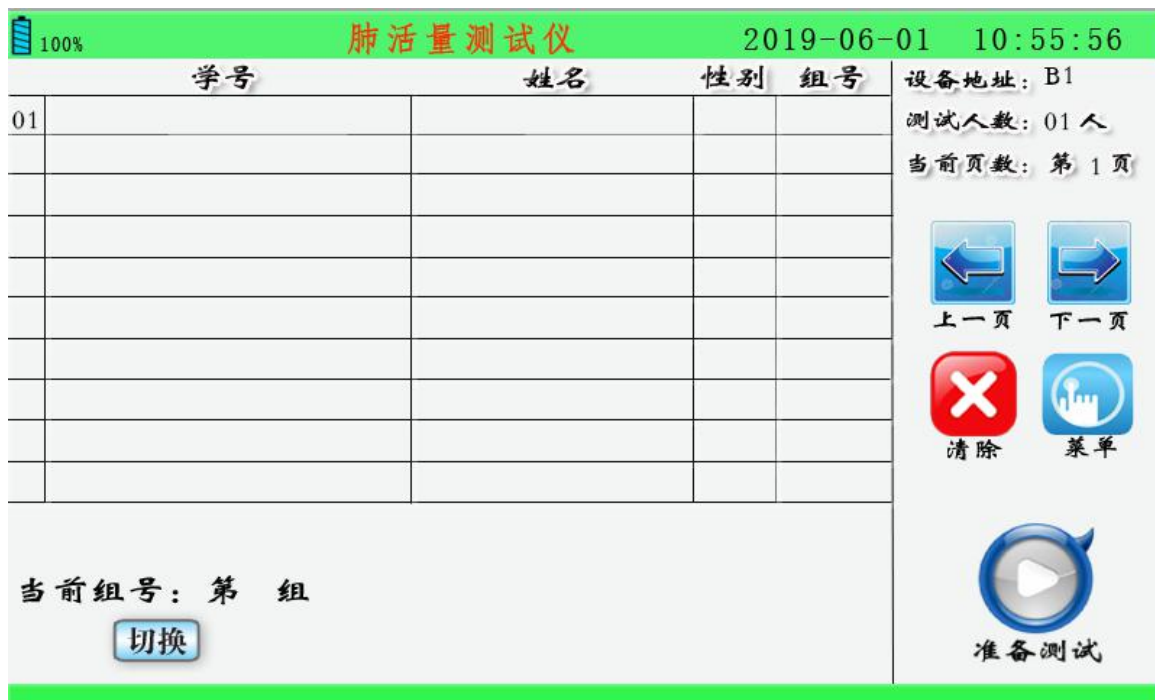 100% 肺活量测试仪 2019-06-01 10:55:56
学号 姓名 性别 组号
设备地址: B1
01
测试人数: 01人
当前页数: 第 1 页
上一页 下一页
清除 菜单
当前组号: 第 组
切换
准备测试